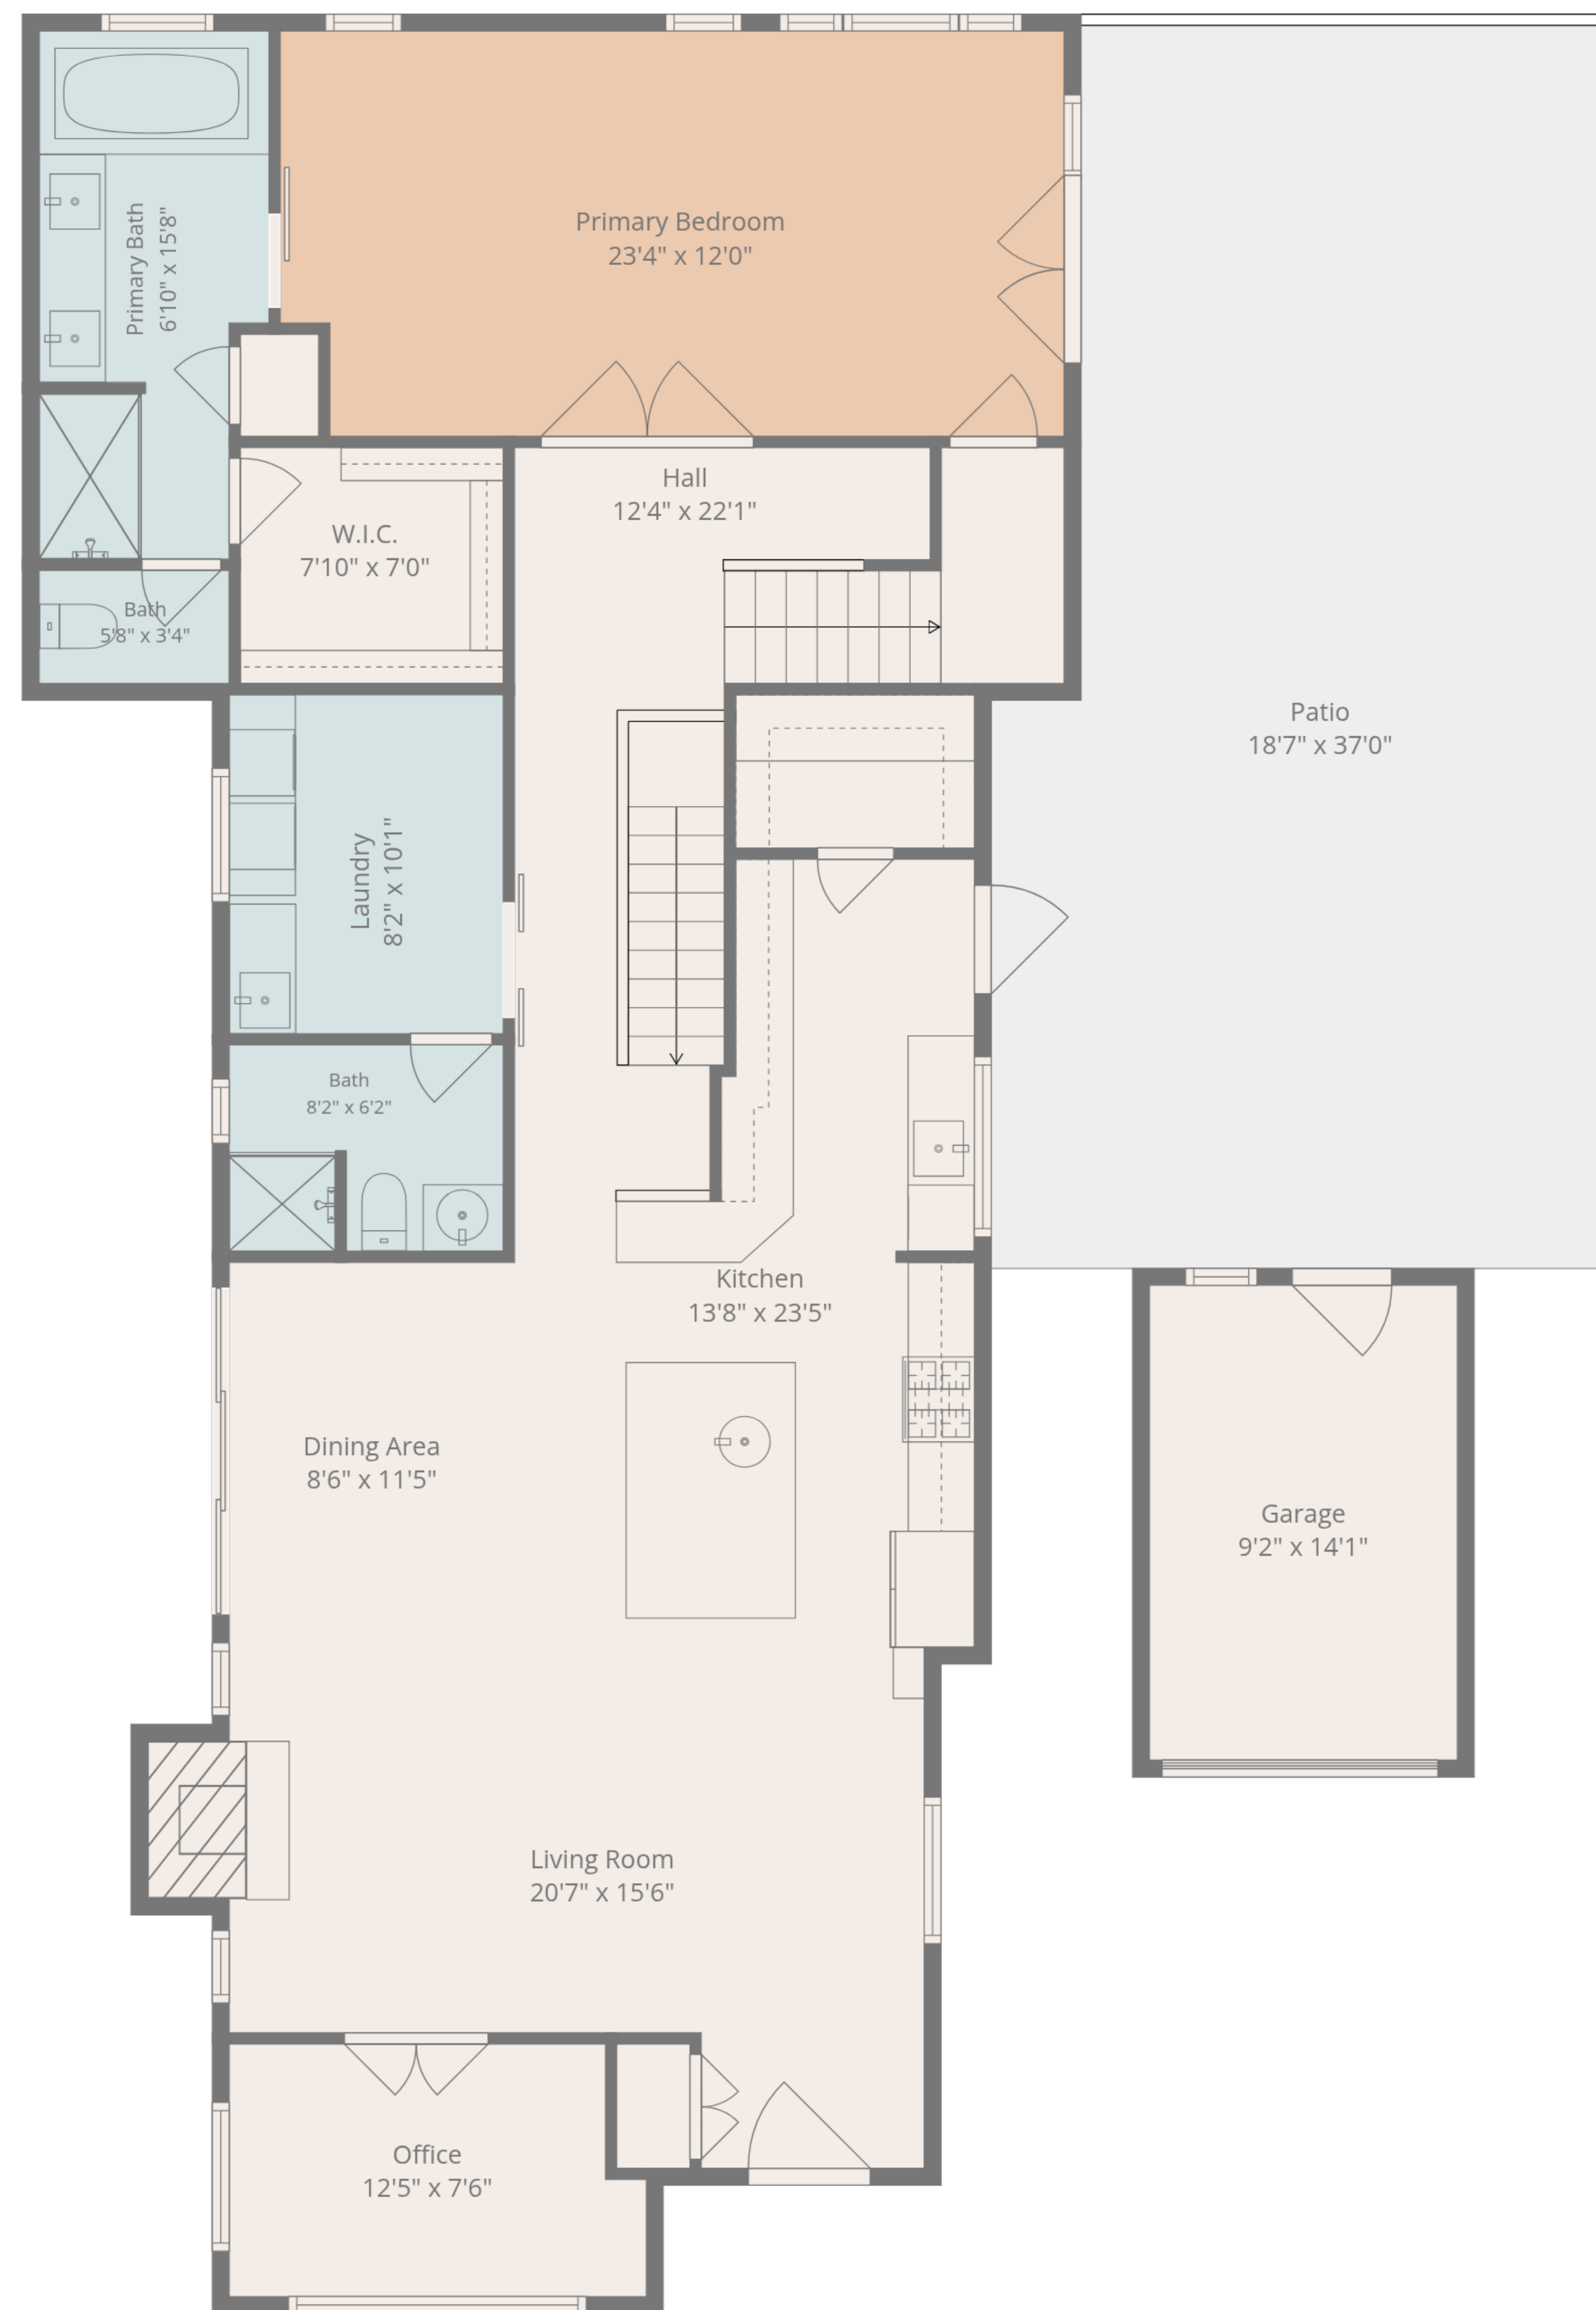 Primary Bath
6'10" x 15'8"
Primary Bedroom
23'4" x 12'0"
Hall
12'4" x 22'1"
W.I.C.
7'10" x 7'0"
Bath
5'8" x 3'4"
Patio
18'7" x 37'0"
Laundry
8'2" x 10'1"
Bath
8'2" x 6'2"
Kitchen
13'8" x 23'5"
Dining Area
8'6" x 11'5"
Garage
9'2" x 14'1"
Living Room
20'7" x 15'6"
Office
12'5" x 7'6"